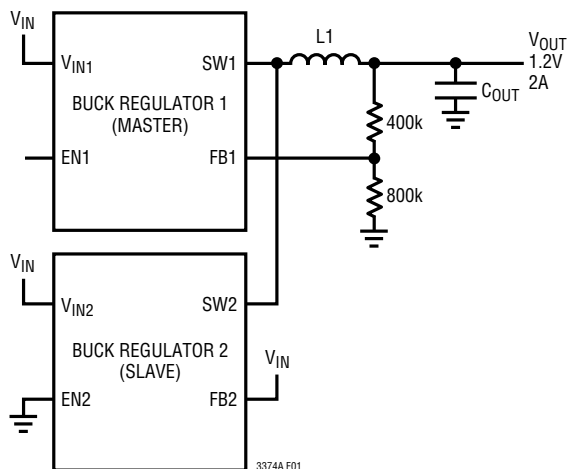 VIN
VIN1
SW1
L1
VOUT
1.2V
2A
COUT
BUCK REGULATOR 1
(MASTER)
400k
EN1
FB1
800k
VIN
VIN2
SW2
BUCK REGULATOR 2
(SLAVE)
VIN
EN2
FB2
3374A F01